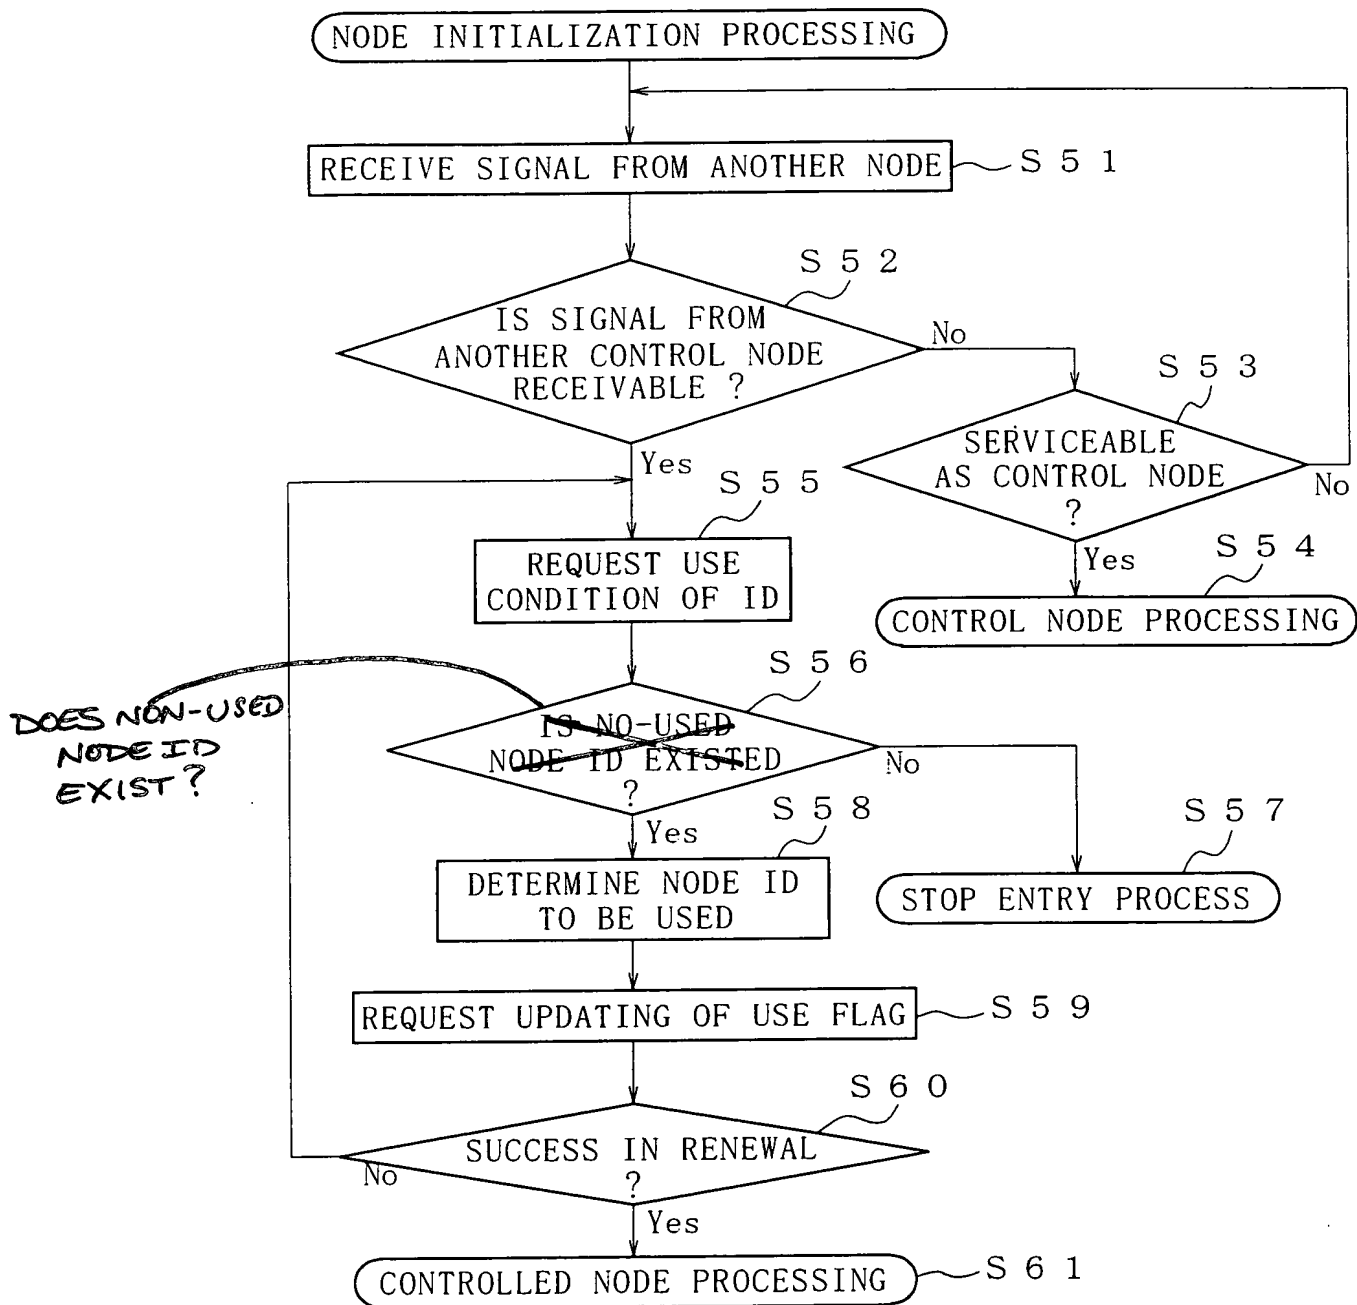 NODE INITIALIZATION PROCESSING
RECEIVE SIGNAL FROM ANOTHER NODE
S51
S52
IS SIGNAL FROM
ANOTHER CONTROL NODE
RECEIVABLE ?
No
Yes
S53
SERVICEABLE
AS CONTROL NODE
?
No
Yes
S54
CONTROL NODE PROCESSING
S55
REQUEST USE
CONDITION OF ID
S56
DOES NON-USED
NODE ID
EXIST?
IS NO-USED
NODE ID EXISTED
?
No
Yes
S57
STOP ENTRY PROCESS
S58
DETERMINE NODE ID
TO BE USED
REQUEST UPDATING OF USE FLAG
S59
S60
SUCCESS IN RENEWAL
?
No
Yes
CONTROLLED NODE PROCESSING
S61